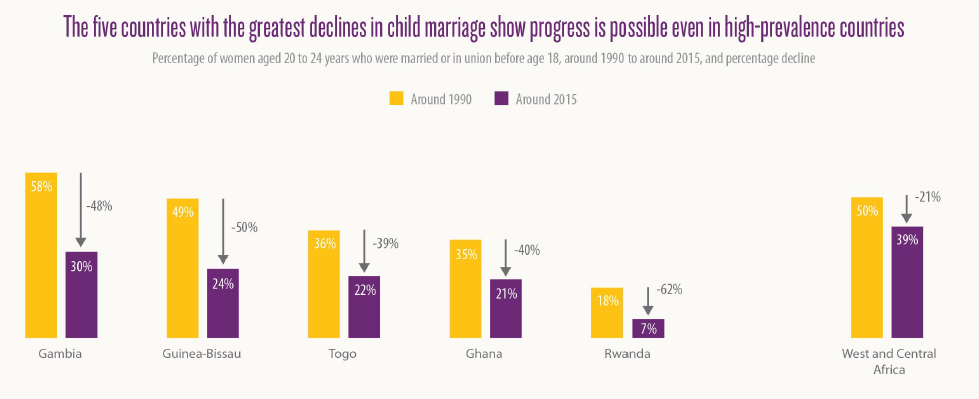 The five countries with the greatest declines in child marriage show progress is possible even in high-prevalence countries
Percentage of women aged 20 to 24 years who were married or in union before age 18, around 1990 to around 2015, and percentage decline
Around 1990
Around 2015
58%
-48%
30%
Gambia
49%
-50%
24%
Guinea-Bissau
36%
-39%
22%
Togo
35%
-40%
21%
Ghana
18%
-62%
7%
Rwanda
50%
-21%
39%
West and Central
Africa